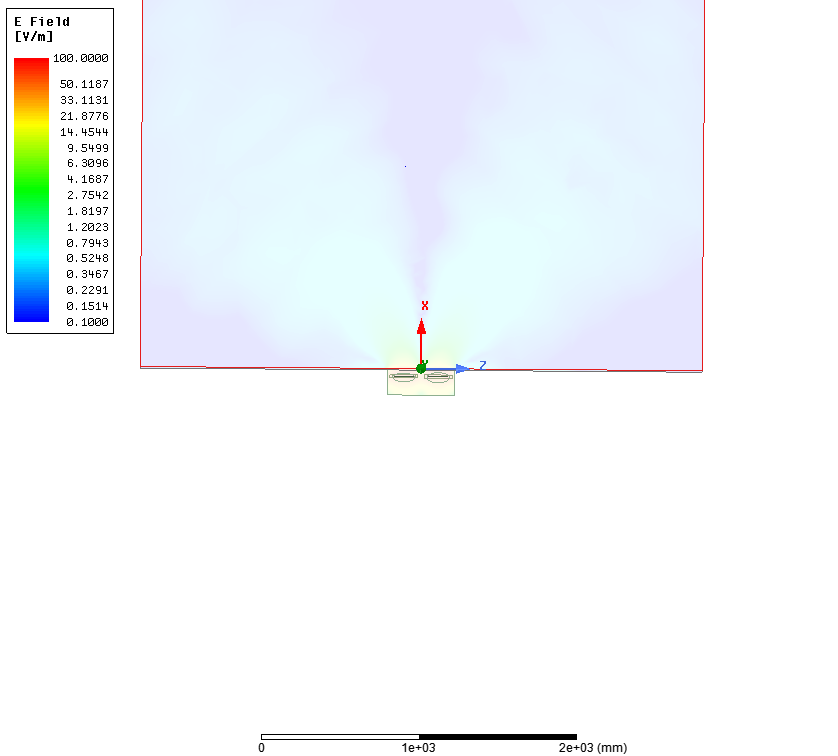 E Field
[V/m]
100.0000
50.1187
33.1131
21.8776
14.4544
9.5499
6.3096
4.1687
2.7542
1.8197
1.2023
0.7943
0.5248
0.3467
0.2291
0.1514
0.1000
X
Y
Z
0 1e+03 2e+03 (mm)